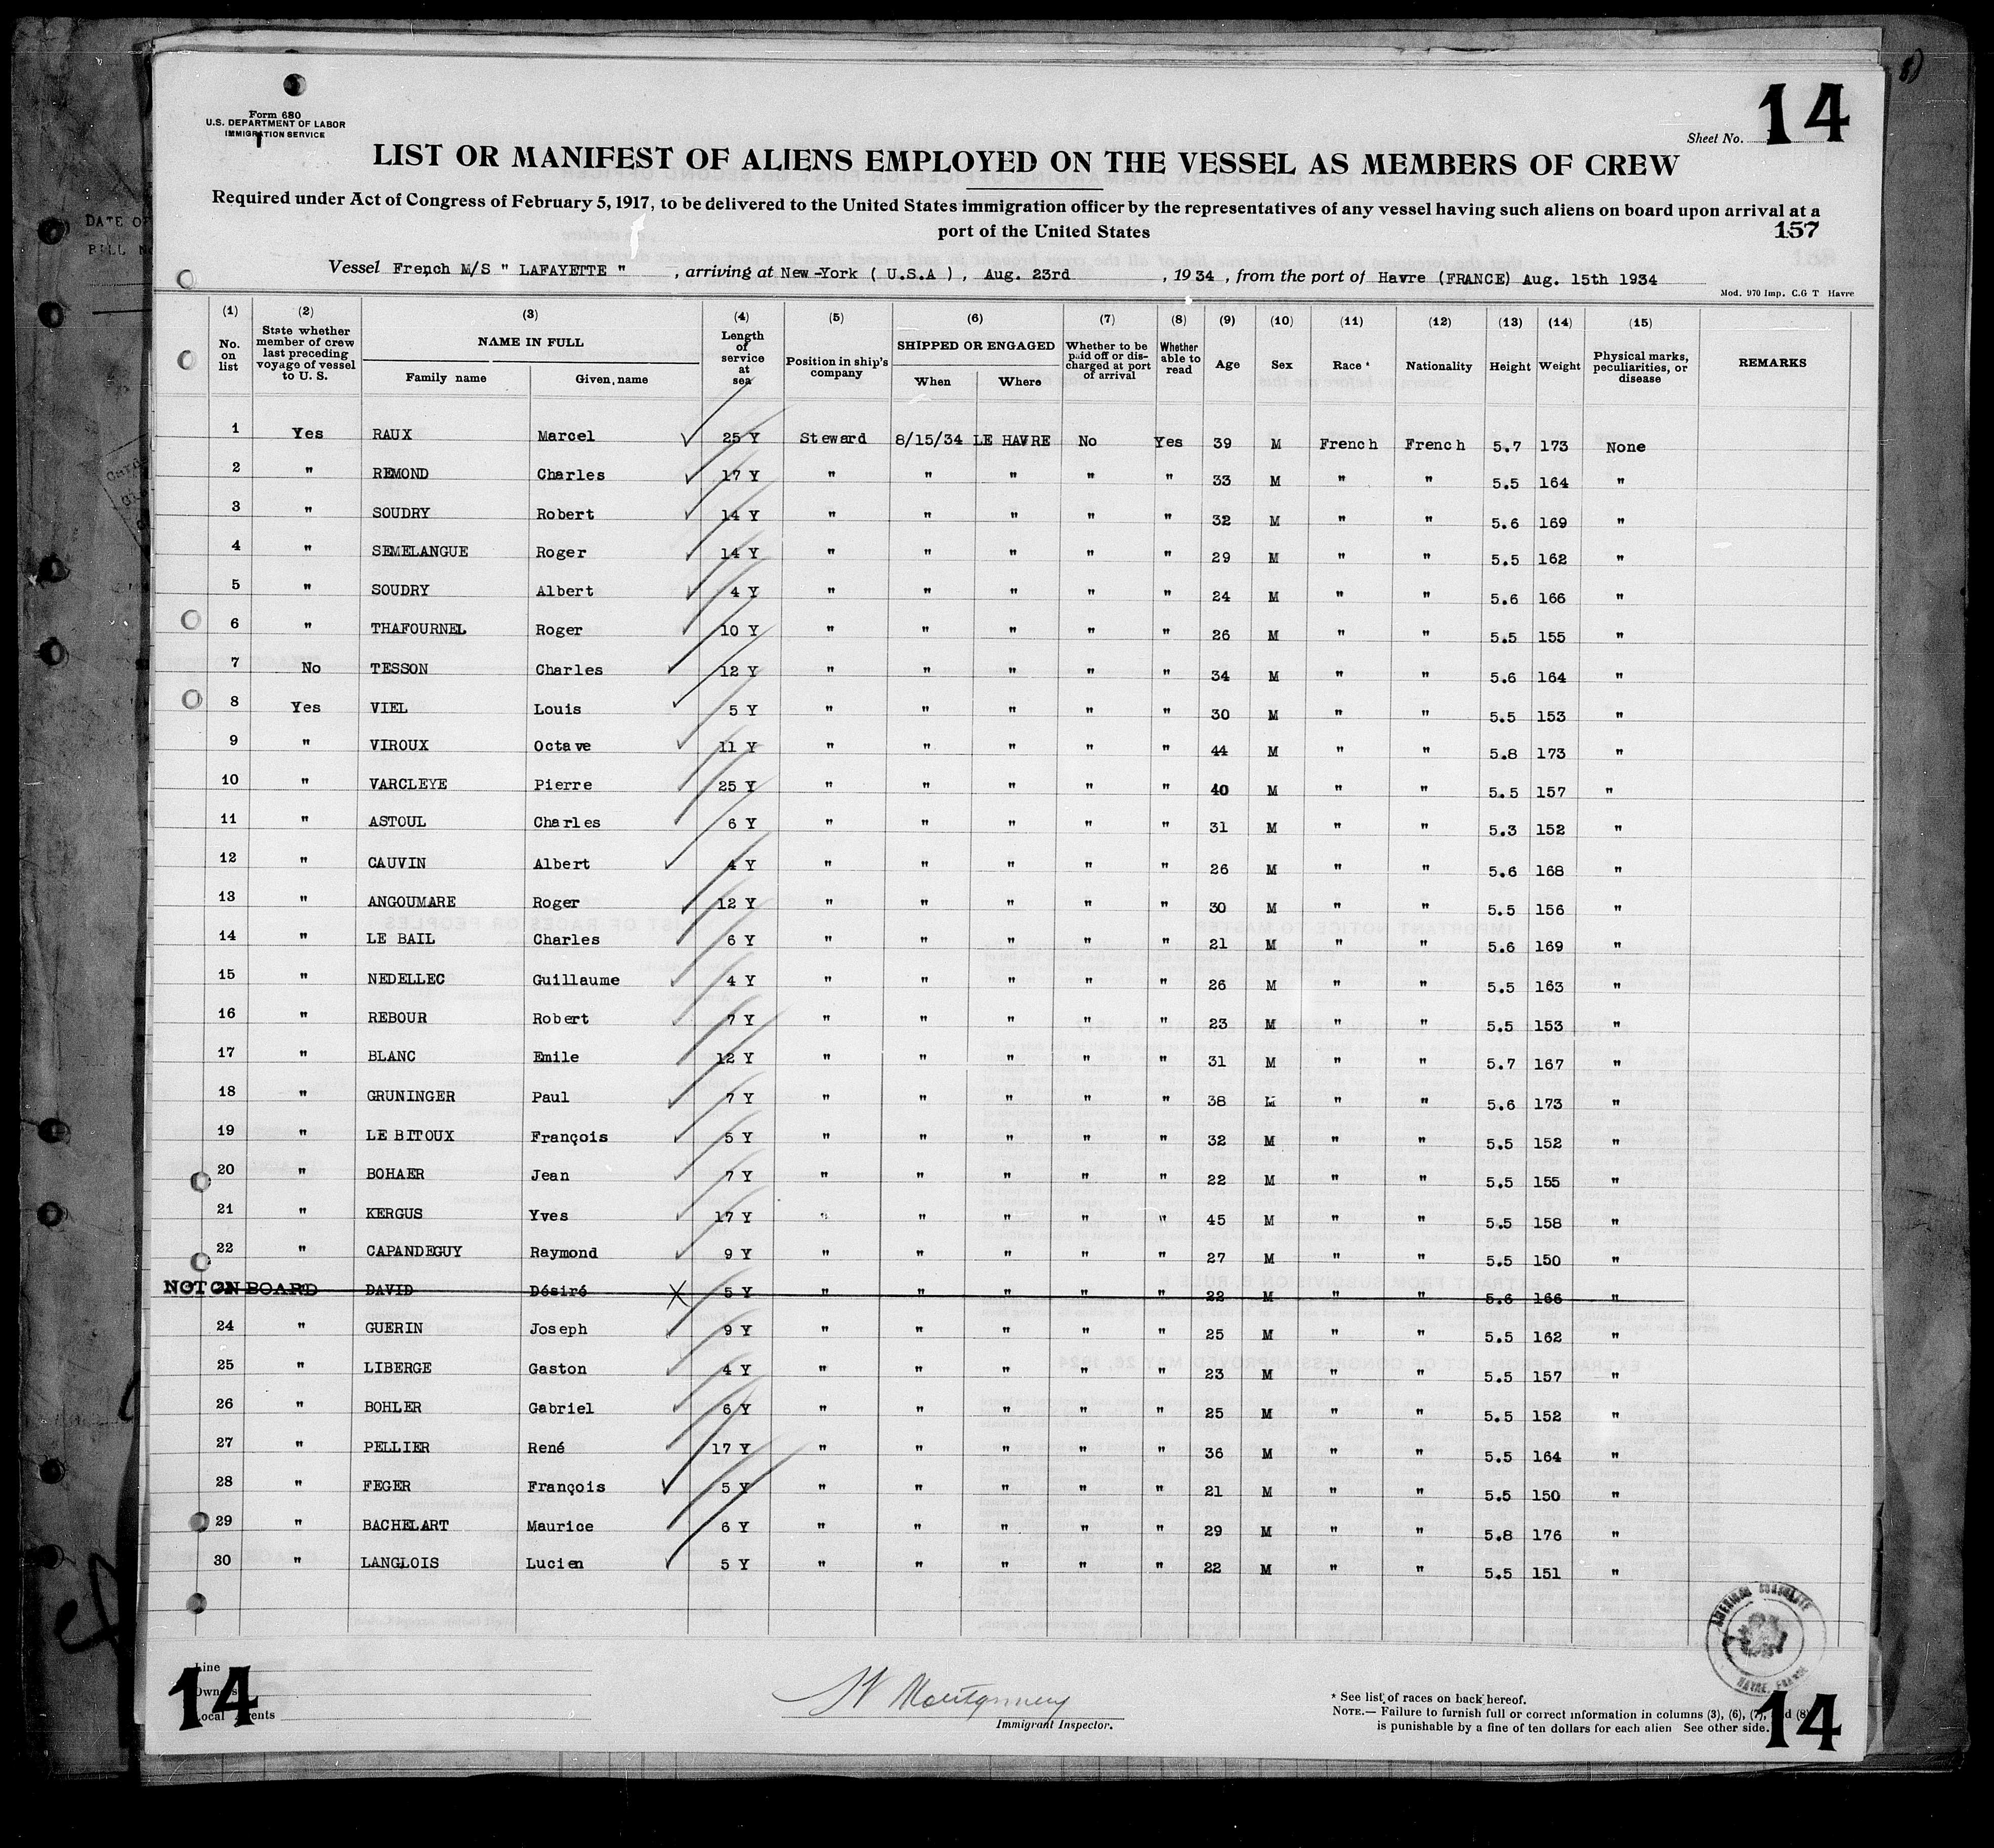 Form 680
U.S. DEPARTMENT OF LABOR
IMMIGRATION SERVICE
Sheet No. 14
LIST OR MANIFEST OF ALIENS EMPLOYED ON THE VESSEL AS MEMBERS OF CREW
Required under Act of Congress of February 5, 1917, to be delivered to the United States immigration officer by the representatives of any vessel having such aliens on board upon arrival at a
port of the United States
157
Vessel French M/S " LAFAYETTE " , arriving at New-York ( U.S.A ) , Aug. 23rd , 1934 , from the port of Havre (FRANCE) Aug. 15th 1934
Mod. 970 Imp. C.G T Havre
(1) No. on list (2) State whether member of crew last preceding voyage of vessel to U. S. (3) NAME IN FULL Family name Given name (4) Length of service at sea (5) Position in ship's company (6) SHIPPED OR ENGAGED When Where (7) Whether to be paid off or discharged at port of arrival (8) Whether able to read (9) Age (10) Sex (11) Race * (12) Nationality (13) Height (14) Weight (15) Physical marks, peculiarities, or disease REMARKS
1 Yes RAUX Marcel 25 Y Steward 8/15/34 LE HAVRE No Yes 39 M French French 5.7 173 None
2 " REMOND Charles 17 Y " " " " " 33 M " " 5.5 164 "
3 " SOUDRY Robert 14 Y " " " " " 32 M " " 5.6 169 "
4 " SEMELANGUE Roger 14 Y " " " " " 29 M " " 5.5 162 "
5 " SOUDRY Albert 4 Y " " " " " 24 M " " 5.6 166 "
6 " THAFOURNEL Roger 10 Y " " " " " 26 M " " 5.5 155 "
7 No TESSON Charles 12 Y " " " " " 34 M " " 5.6 164 "
8 Yes VIEL Louis 5 Y " " " " " 30 M " " 5.5 153 "
9 " VIROUX Octave 11 Y " " " " " 44 M " " 5.8 173 "
10 " VARCLEYE Pierre 25 Y " " " " " 40 M " " 5.5 157 "
11 " ASTOUL Charles 6 Y " " " " " 31 M " " 5.3 152 "
12 " CAUVIN Albert 4 Y " " " " " 26 M " " 5.6 168 "
13 " ANGOUMARE Roger 12 Y " " " " " 30 M " " 5.5 156 "
14 " LE BAIL Charles 6 Y " " " " " 21 M " " 5.6 169 "
15 " NEDELLEC Guillaume 4 Y " " " " " 26 M " " 5.5 163 "
16 " REBOUR Robert 7 Y " " " " " 23 M " " 5.5 153 "
17 " BLANC Emile 12 Y " " " " " 31 M " " 5.7 167 "
18 " GRUNINGER Paul 7 Y " " " " " 38 M " " 5.6 173 "
19 " LE BITOUX François 5 Y " " " " " 32 M " " 5.5 152 "
20 " BOHAER Jean 7 Y " " " " " 22 M " " 5.5 155 "
21 " KERGUS Yves 17 Y " " " " " 45 M " " 5.5 158 "
22 " CAPANDEGUY Raymond 9 Y " " " " " 27 M " " 5.5 150 "
NOT ON BOARD 23 " DAVID Désiré 5 Y " " " " " 22 M " " 5.6 166 "
24 " GUERIN Joseph 9 Y " " " " " 25 M " " 5.5 162 "
25 " LIBERGE Gaston 4 Y " " " " " 23 M " " 5.5 157 "
26 " BOHLER Gabriel 6 Y " " " " " 25 M " " 5.5 152 "
27 " PELLIER René 17 Y " " " " " 36 M " " 5.5 164 "
28 " FEGER François 5 Y " " " " " 21 M " " 5.5 150 "
29 " BACHELART Maurice 6 Y " " " " " 29 M " " 5.8 176 "
30 " LANGLOIS Lucien 5 Y " " " " " 22 M " " 5.5 151 "
AMERICAN CONSULATE
HAVRE, FRANCE
Line
Owners
Local Agents
14
Montgomery
Immigrant Inspector.
* See list of races on back hereof.
NOTE.— Failure to furnish full or correct information in columns (3), (6), (7), and (8)
is punishable by a fine of ten dollars for each alien See other side.
14